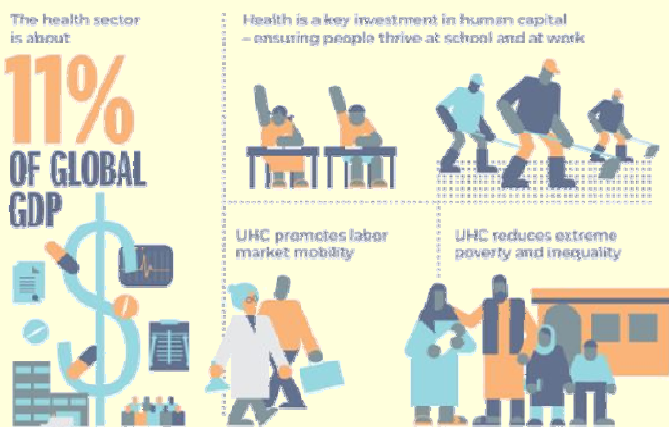 The health sector
is about
11%
OF GLOBAL
GDP
Health is a key investment in human capital
– ensuring people thrive at school and at work
UHC promotes labor
market mobility
UHC reduces extreme
poverty and inequality